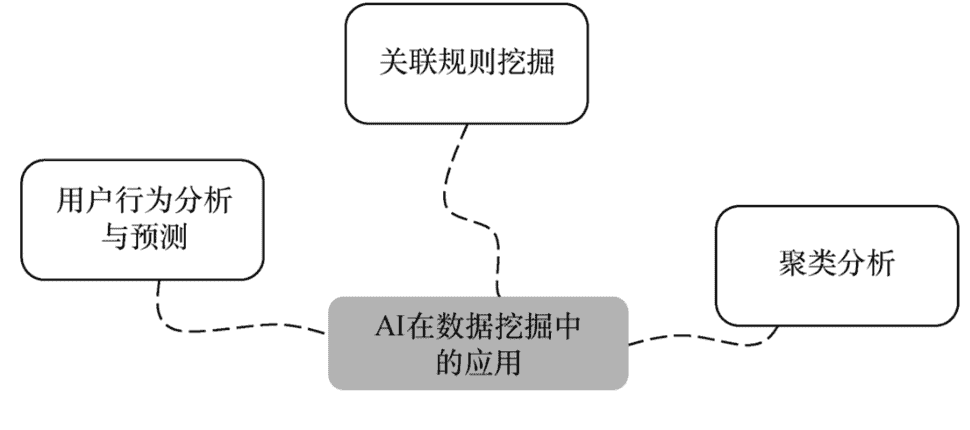 关联规则挖掘
用户行为分析
与预测
聚类分析
AI在数据挖掘中
的应用